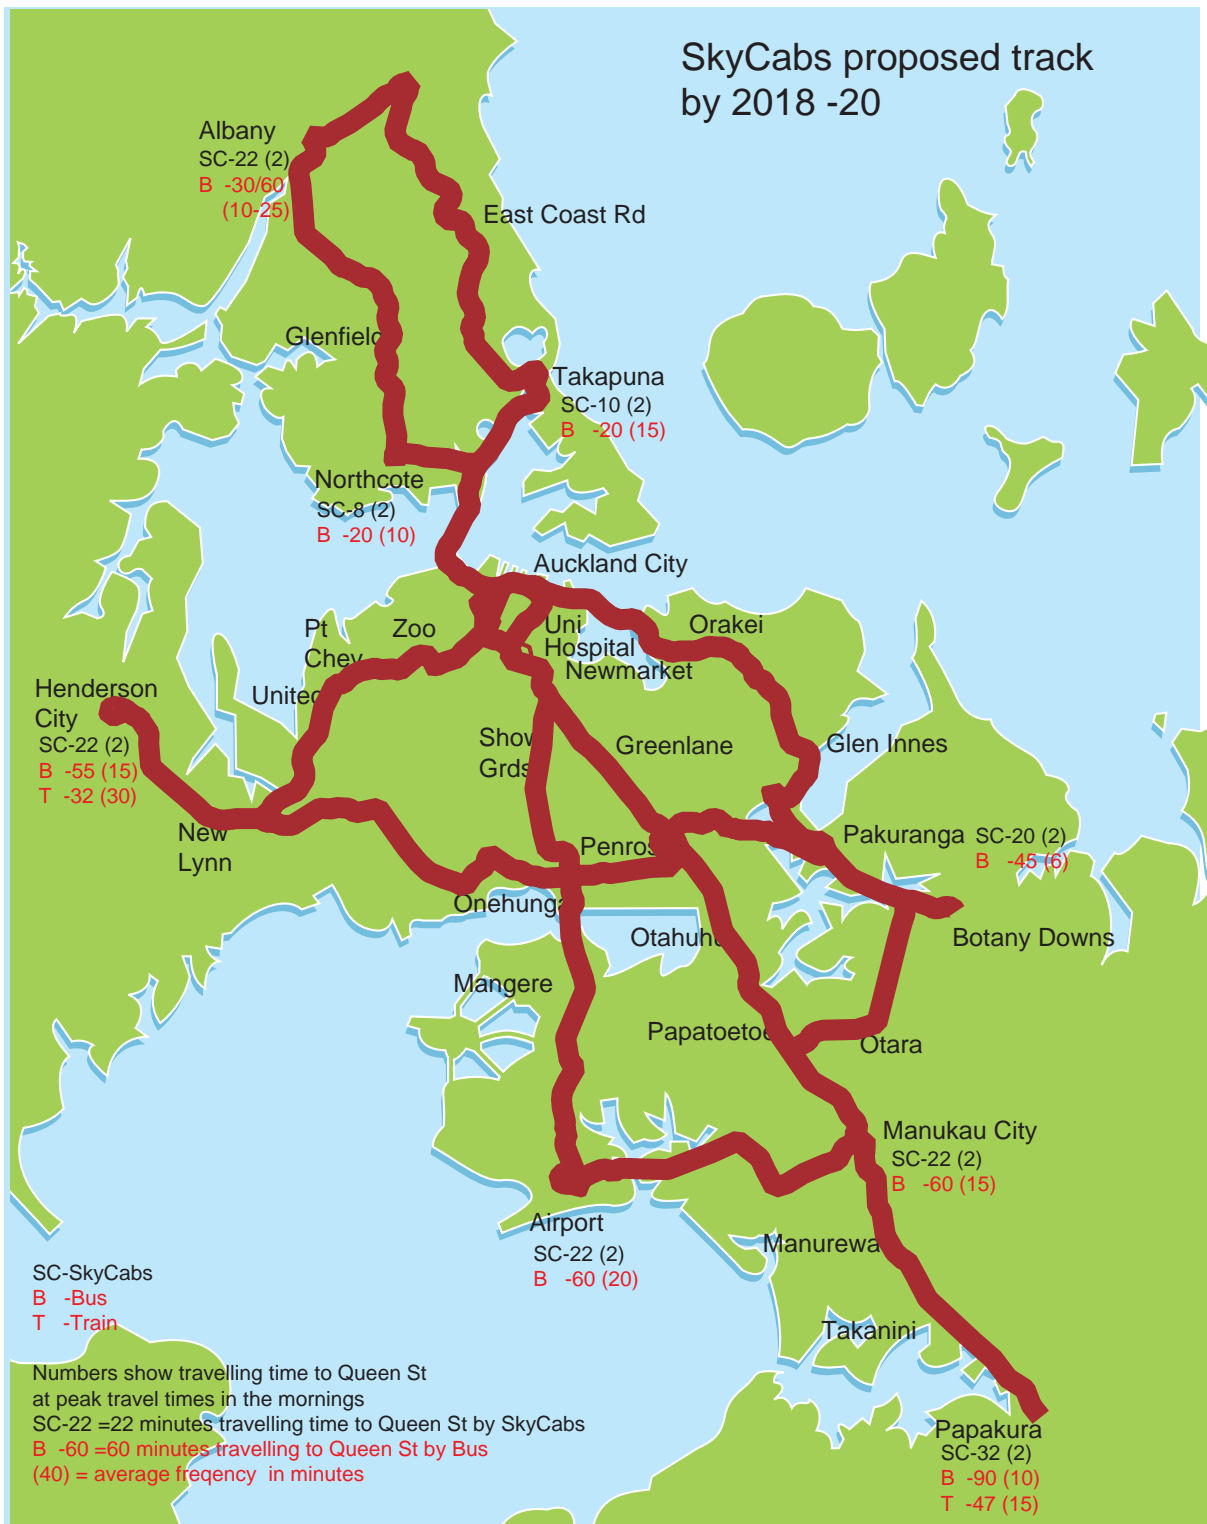 SkyCabs proposed track
by 2018 -20
Albany
SC-22 (2)
B -30/60
(10-25)
East Coast Rd
Glenfield
Takapuna
SC-10 (2)
B -20 (15)
Northcote
SC-8 (2)
B -20 (10)
Auckland City
Pt
Chev
Zoo
Uni
Hospital
Newmarket
Orakei
United
Henderson
City
SC-22 (2)
B -55 (15)
T -32 (30)
Show
Grds
Greenlane
Glen Innes
New
Lynn
Penros
Pakuranga
SC-20 (2)
B -45 (6)
Onehunga
Otahuhu
Botany Downs
Mangere
Papatoetoe
Otara
Manukau City
SC-22 (2)
B -60 (15)
Airport
SC-22 (2)
B -60 (20)
Manurewa
SC-SkyCabs
B -Bus
T -Train
Takanini
Numbers show travelling time to Queen St
at peak travel times in the mornings
SC-22 =22 minutes travelling time to Queen St by SkyCabs
B -60 =60 minutes travelling to Queen St by Bus
(40) = average freqency in minutes
Papakura
SC-32 (2)
B -90 (10)
T -47 (15)